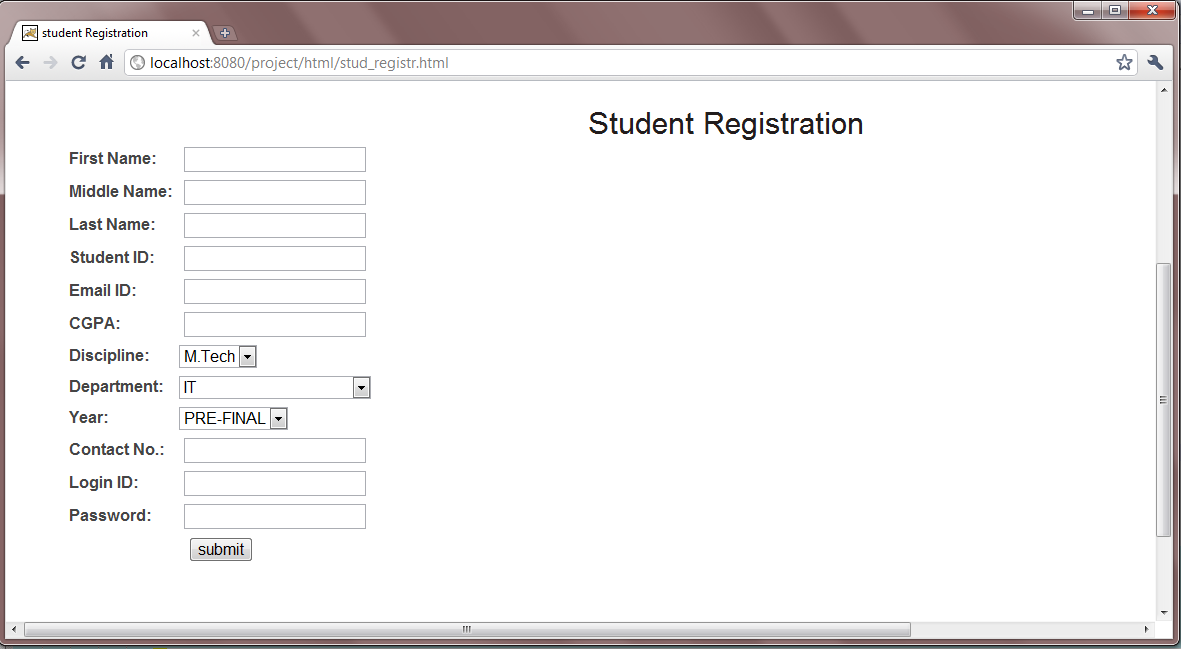 student Registration
localhost:8080/project/html/stud_registr.html
Student Registration
First Name:
Middle Name:
Last Name:
Student ID:
Email ID:
CGPA:
Discipline: M.Tech
Department: IT
Year: PRE-FINAL
Contact No.:
Login ID:
Password:
submit